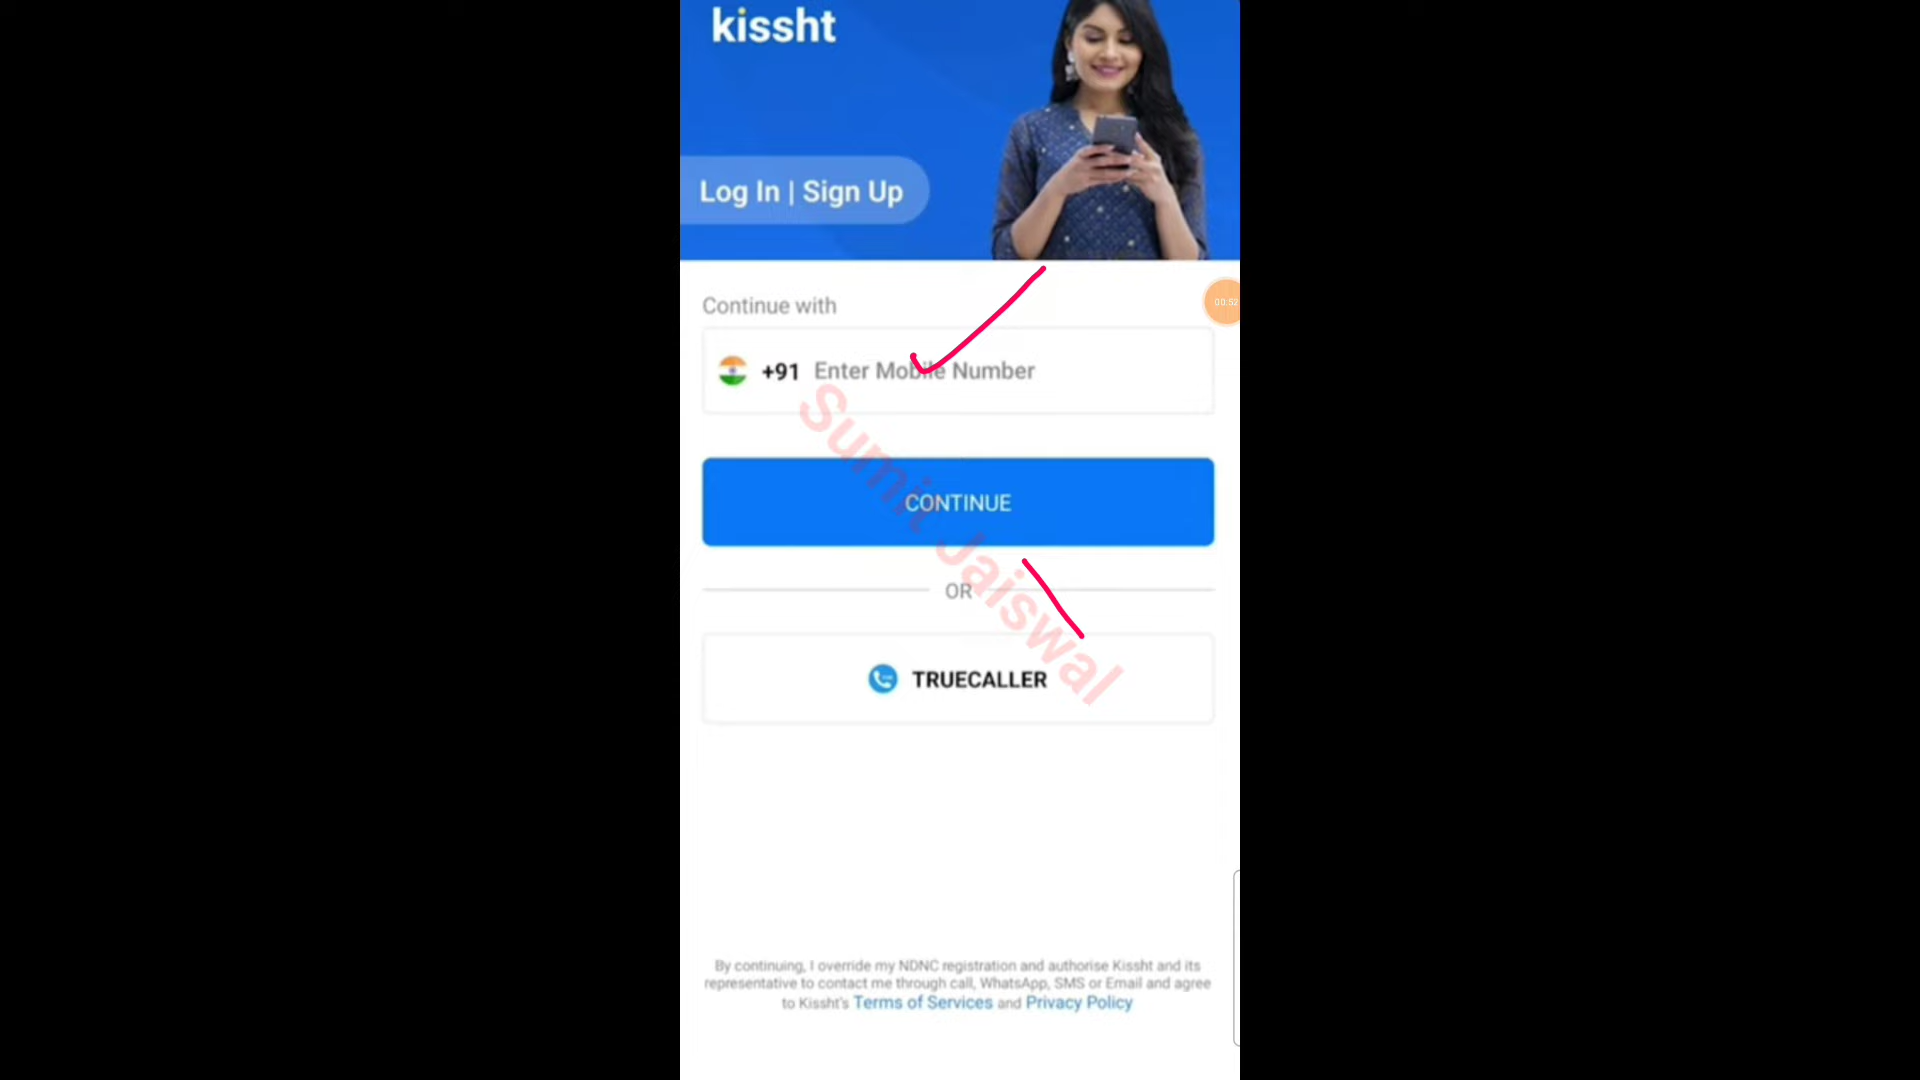 kissht
Log In | Sign Up
Continue with
+91 Enter Mobile Number
00:52
CONTINUE
OR
TRUECALLER
Sumit Jaiswal
By continuing, I override my NDNC registration and authorise Kissht and its
representative to contact me through call, WhatsApp, SMS or Email and agree
to Kissht's Terms of Services and Privacy Policy